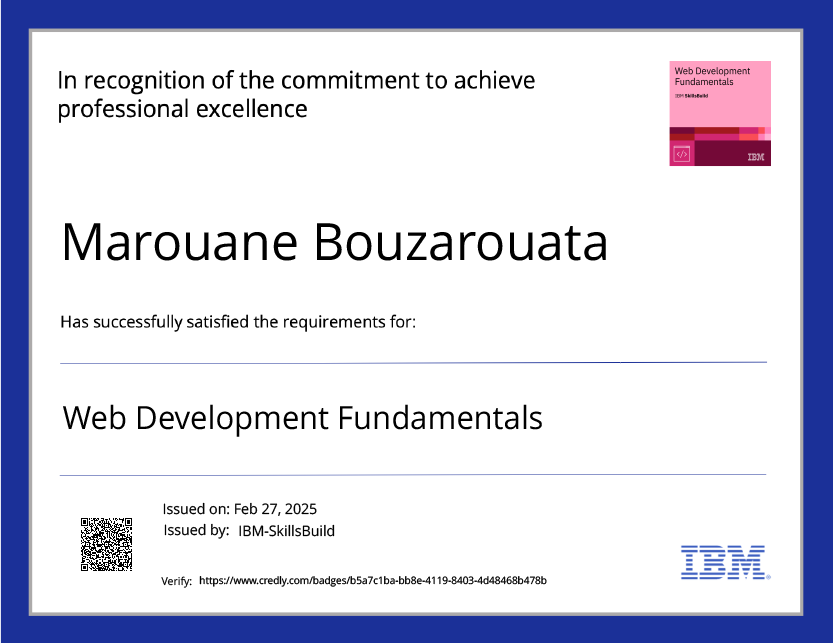 In recognition of the commitment to achieve
professional excellence
Web Development
Fundamentals
IBM SkillsBuild
</>
IBM
Marouane Bouzarouata
Has successfully satisfied the requirements for:
Web Development Fundamentals
Issued on: Feb 27, 2025
Issued by: IBM-SkillsBuild
Verify: https://www.credly.com/badges/b5a7c1ba-bb8e-4119-8403-4d48468b478b
IBM®